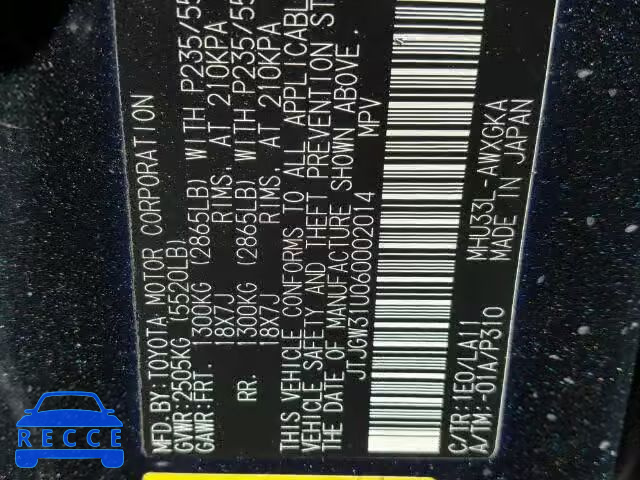 MFD. BY: TOYOTA MOTOR CORPORATION
GVWR: 2505KG (5520LB)
GAWR: FRT. 1300KG (2865LB) WITH P235/55
18X7J RIMS, AT 210KPA
RR. 1300KG (2865LB) WITH P235/55
18X7J RIMS, AT 210KPA
THIS VEHICLE CONFORMS TO ALL APPLICABL
VEHICLE SAFETY AND THEFT PREVENTION ST
THE DATE OF MANUFACTURE SHOWN ABOVE.
JTJGW31U060002014 MPV
C/TR: 1E0/LA11 MHU33L-AWXGKA
A/TM: -01A/P310 MADE IN JAPAN
RECCE